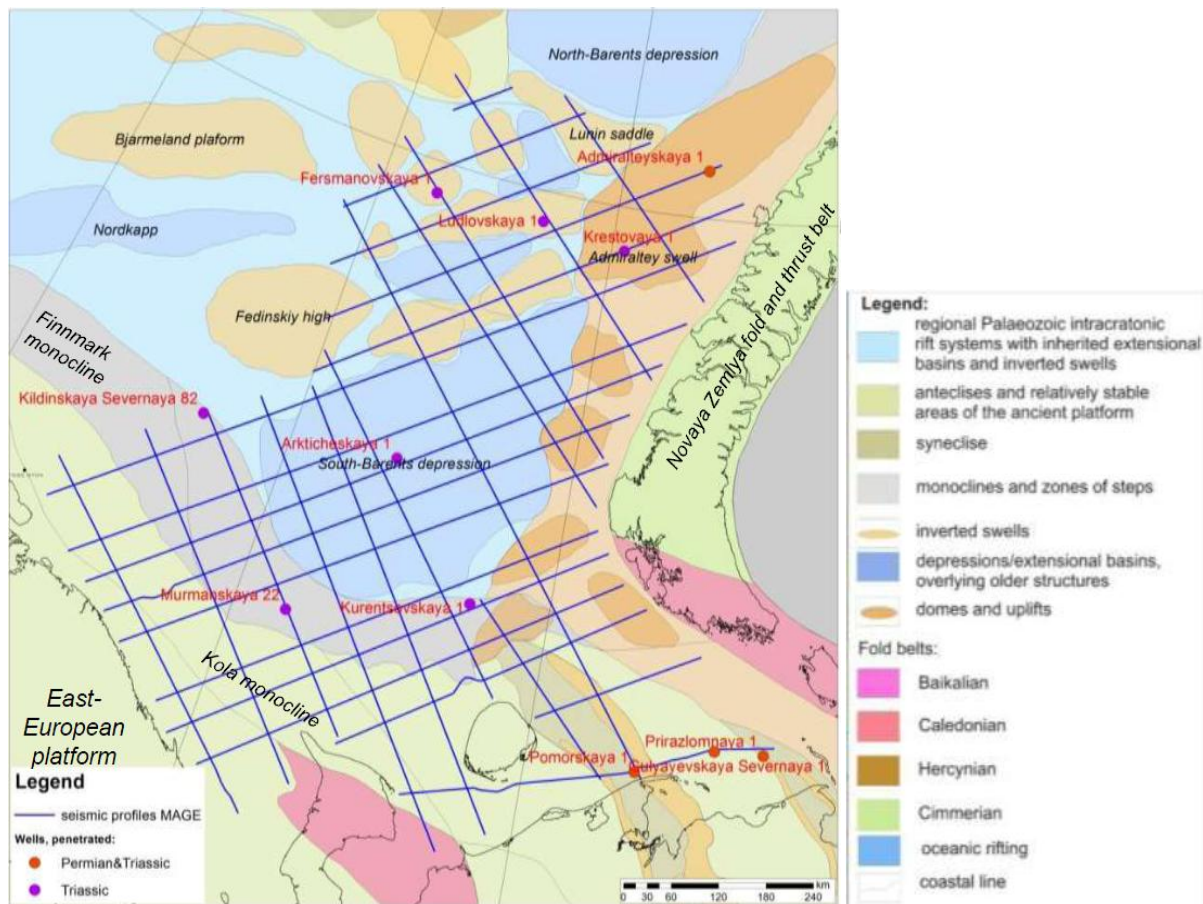 North-Barents depression
Bjarmeland plaform
Lunin saddle
Admiralteyskaya 1
Fersmanovskaya 1
Ludlovskaya 1
Nordkapp
Krestovaya 1
Admiraltey swell
Novaya Zemlya fold and thrust belt
Fedinskiy high
Finnmark
monocline
Kildinskaya Severnaya 82
Arkticheskaya 1
South-Barents depression
Murmanskaya 22
Kurentsovskaya 1
Kola monocline
East-
European
platform
Prirazlomnaya 1
Pomorskaya 1
Gulyayevskaya Severnaya 1
Legend
seismic profiles MAGE
Wells, penetrated:
Permian&Triassic
Triassic
km
0 30 60 120 180 240
Legend:
regional Palaeozoic intracratonic
rift systems with inherited extensional
basins and inverted swells
anteclises and relatively stable
areas of the ancient platform
syneclise
monoclines and zones of steps
inverted swells
depressions/extensional basins,
overlying older structures
domes and uplifts
Fold belts:
Baikalian
Caledonian
Hercynian
Cimmerian
oceanic rifting
coastal line